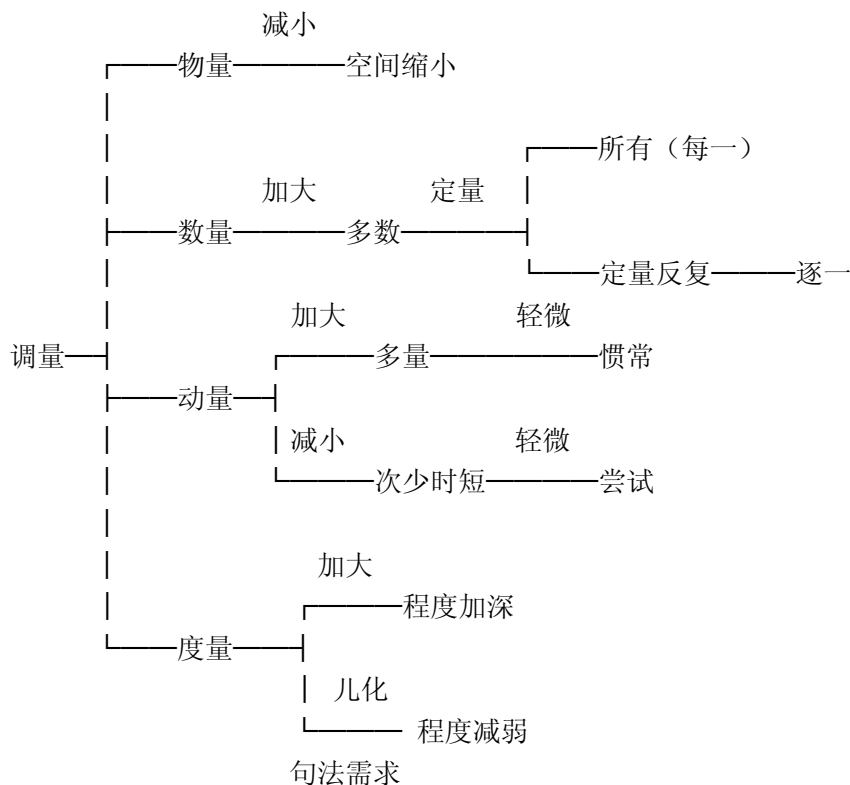 减小
物量 空间缩小
所有（每一）
加大 定量
数量 多数
定量反复 逐一
加大 轻微
调量 多量 惯常
动量
减小 轻微
次少时短 尝试
加大
程度加深
度量
儿化
程度减弱
句法需求